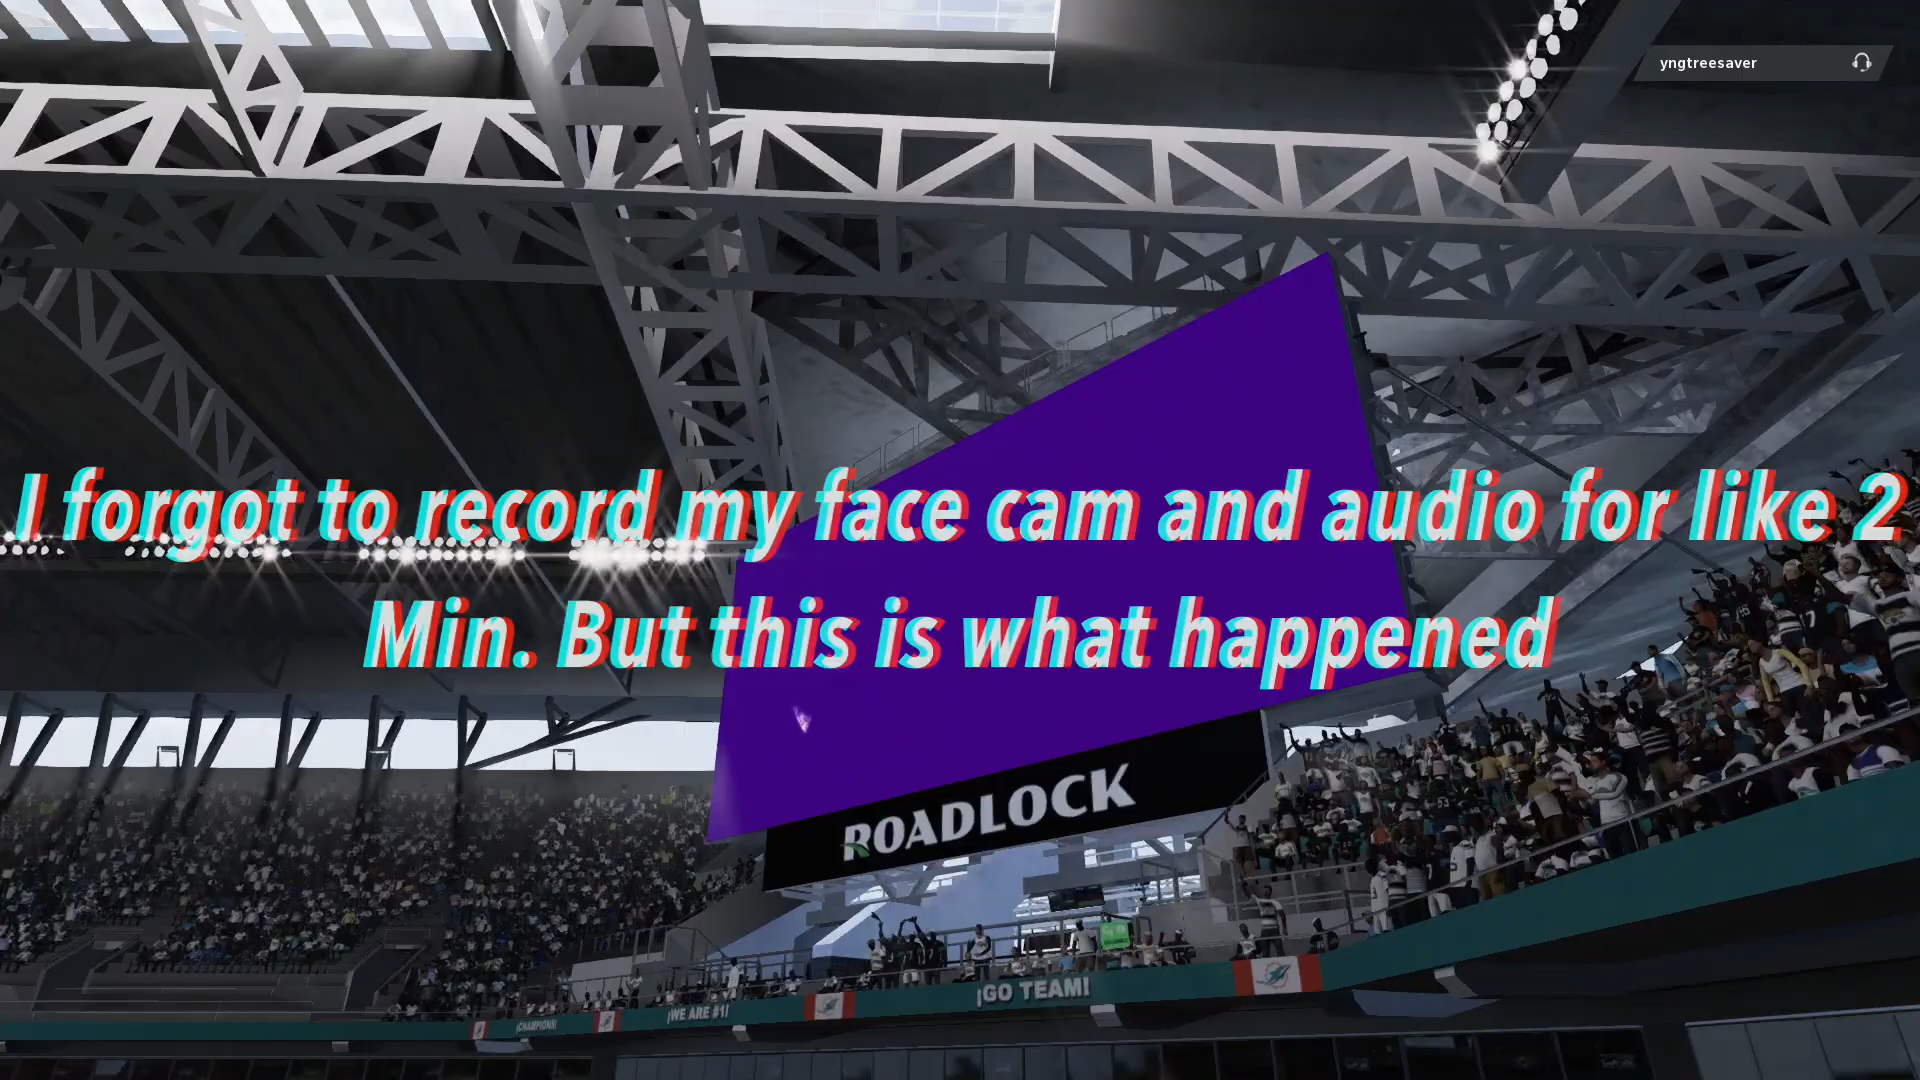 yngtreesaver
I forgot to record my face cam and audio for like 2
Min. But this is what happened
ROADLOCK
¡GO TEAM!
¡WE ARE #1!
¡CHAMPIONS!